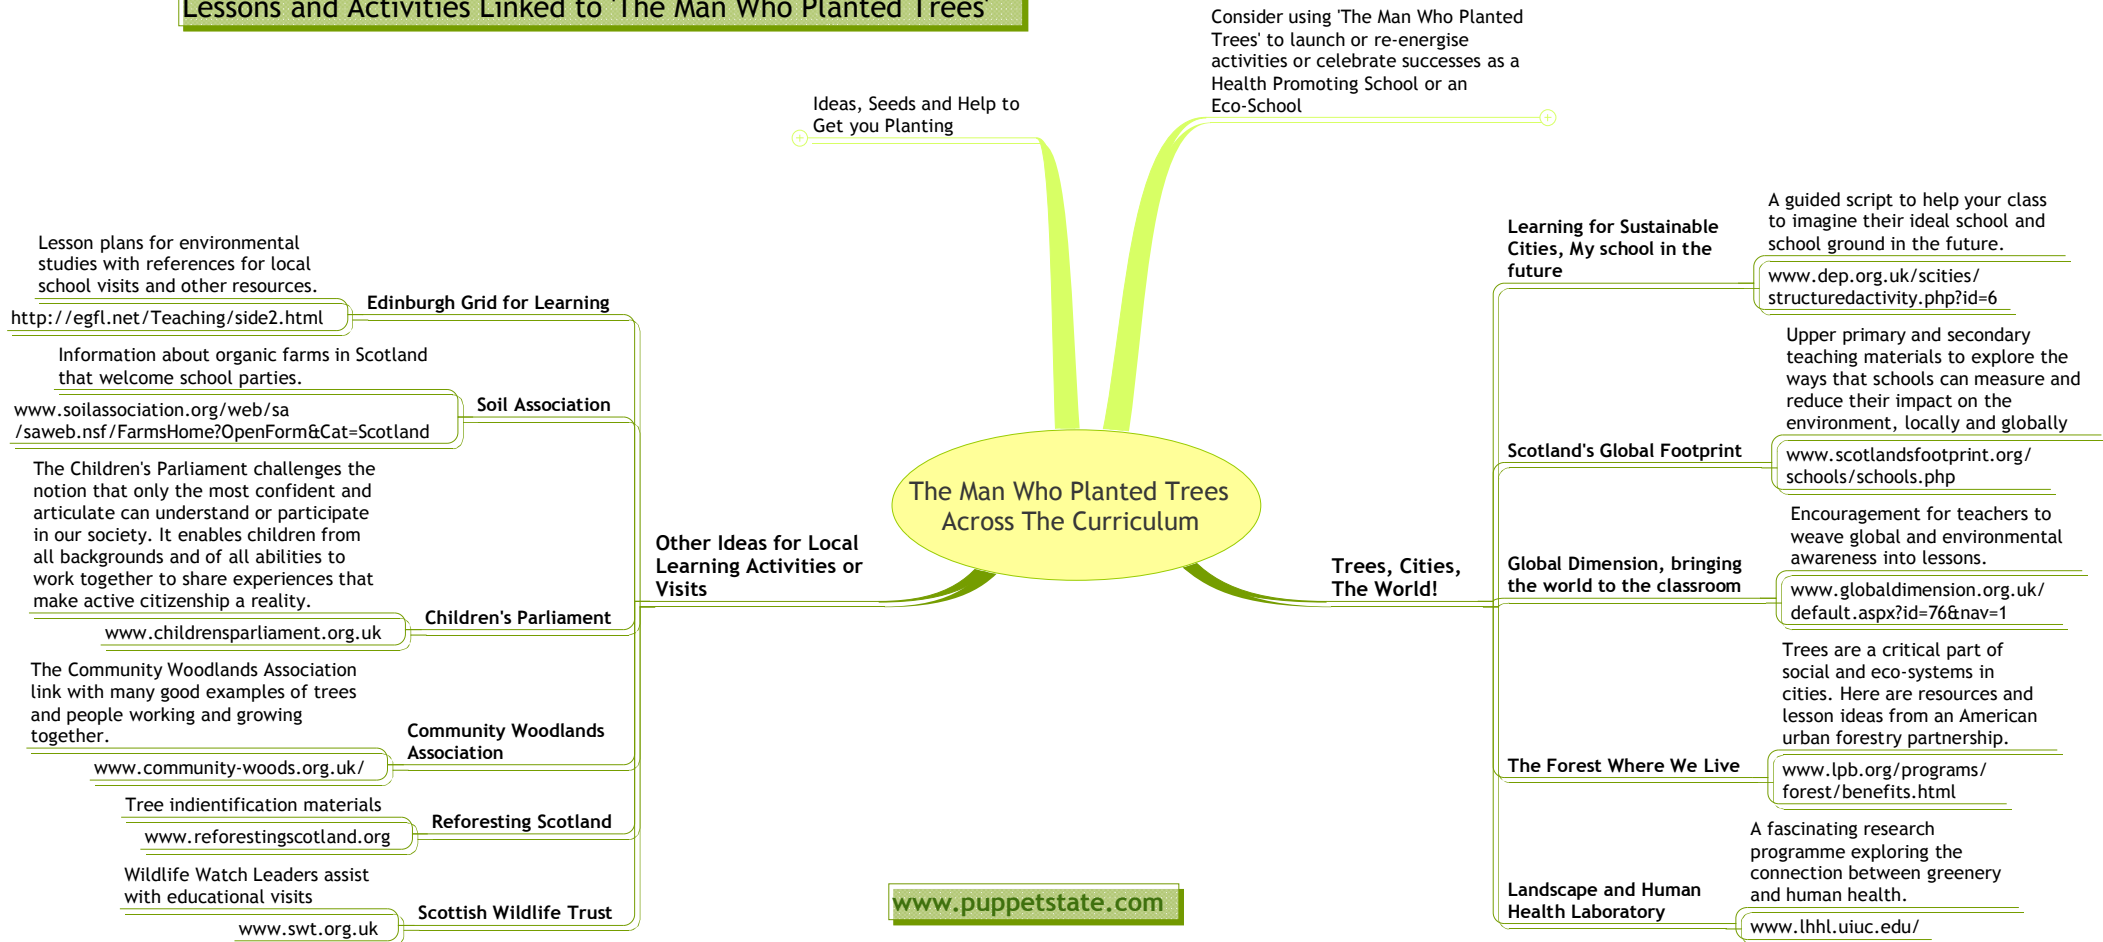 Lessons and Activities Linked to 'The Man Who Planted Trees'
Consider using 'The Man Who Planted
Trees' to launch or re-energise
activities or celebrate successes as a
Health Promoting School or an
Eco-School
Ideas, Seeds and Help to
Get you Planting
The Man Who Planted Trees
Across The Curriculum
Other Ideas for Local
Learning Activities or
Visits
Edinburgh Grid for Learning
Lesson plans for environmental
studies with references for local
school visits and other resources.
http://egfl.net/Teaching/side2.html
Soil Association
Information about organic farms in Scotland
that welcome school parties.
www.soilassociation.org/web/sa
/saweb.nsf/FarmsHome?OpenForm&Cat=Scotland
Children's Parliament
The Children's Parliament challenges the
notion that only the most confident and
articulate can understand or participate
in our society. It enables children from
all backgrounds and of all abilities to
work together to share experiences that
make active citizenship a reality.
www.childrensparliament.org.uk
Community Woodlands
Association
The Community Woodlands Association
link with many good examples of trees
and people working and growing
together.
www.community-woods.org.uk/
Reforesting Scotland
Tree indientification materials
www.reforestingscotland.org
Scottish Wildlife Trust
Wildlife Watch Leaders assist
with educational visits
www.swt.org.uk
Trees, Cities,
The World!
Learning for Sustainable
Cities, My school in the
future
A guided script to help your class
to imagine their ideal school and
school ground in the future.
www.dep.org.uk/scities/
structuredactivity.php?id=6
Scotland's Global Footprint
Upper primary and secondary
teaching materials to explore the
ways that schools can measure and
reduce their impact on the
environment, locally and globally
www.scotlandsfootprint.org/
schools/schools.php
Global Dimension, bringing
the world to the classroom
Encouragement for teachers to
weave global and environmental
awareness into lessons.
www.globaldimension.org.uk/
default.aspx?id=76&nav=1
The Forest Where We Live
Trees are a critical part of
social and eco-systems in
cities. Here are resources and
lesson ideas from an American
urban forestry partnership.
www.lpb.org/programs/
forest/benefits.html
Landscape and Human
Health Laboratory
A fascinating research
programme exploring the
connection between greenery
and human health.
www.lhhl.uiuc.edu/
www.puppetstate.com